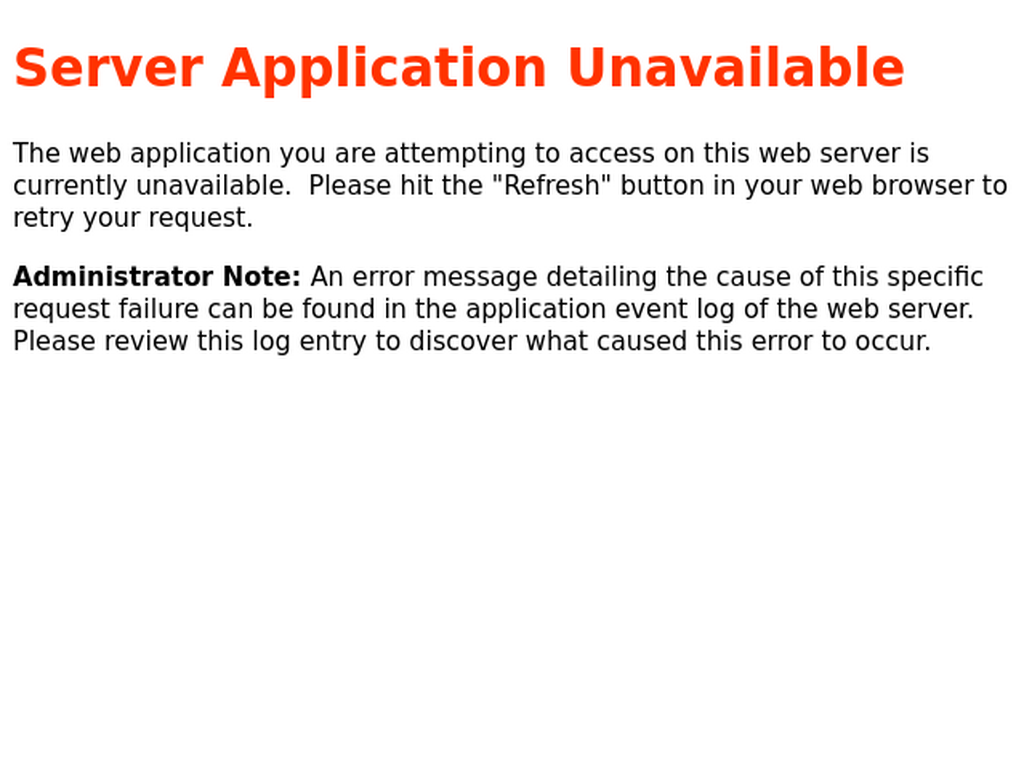 Server Application Unavailable
The web application you are attempting to access on this web server is
currently unavailable.  Please hit the "Refresh" button in your web browser to
retry your request.
Administrator Note: An error message detailing the cause of this specific
request failure can be found in the application event log of the web server.
Please review this log entry to discover what caused this error to occur.